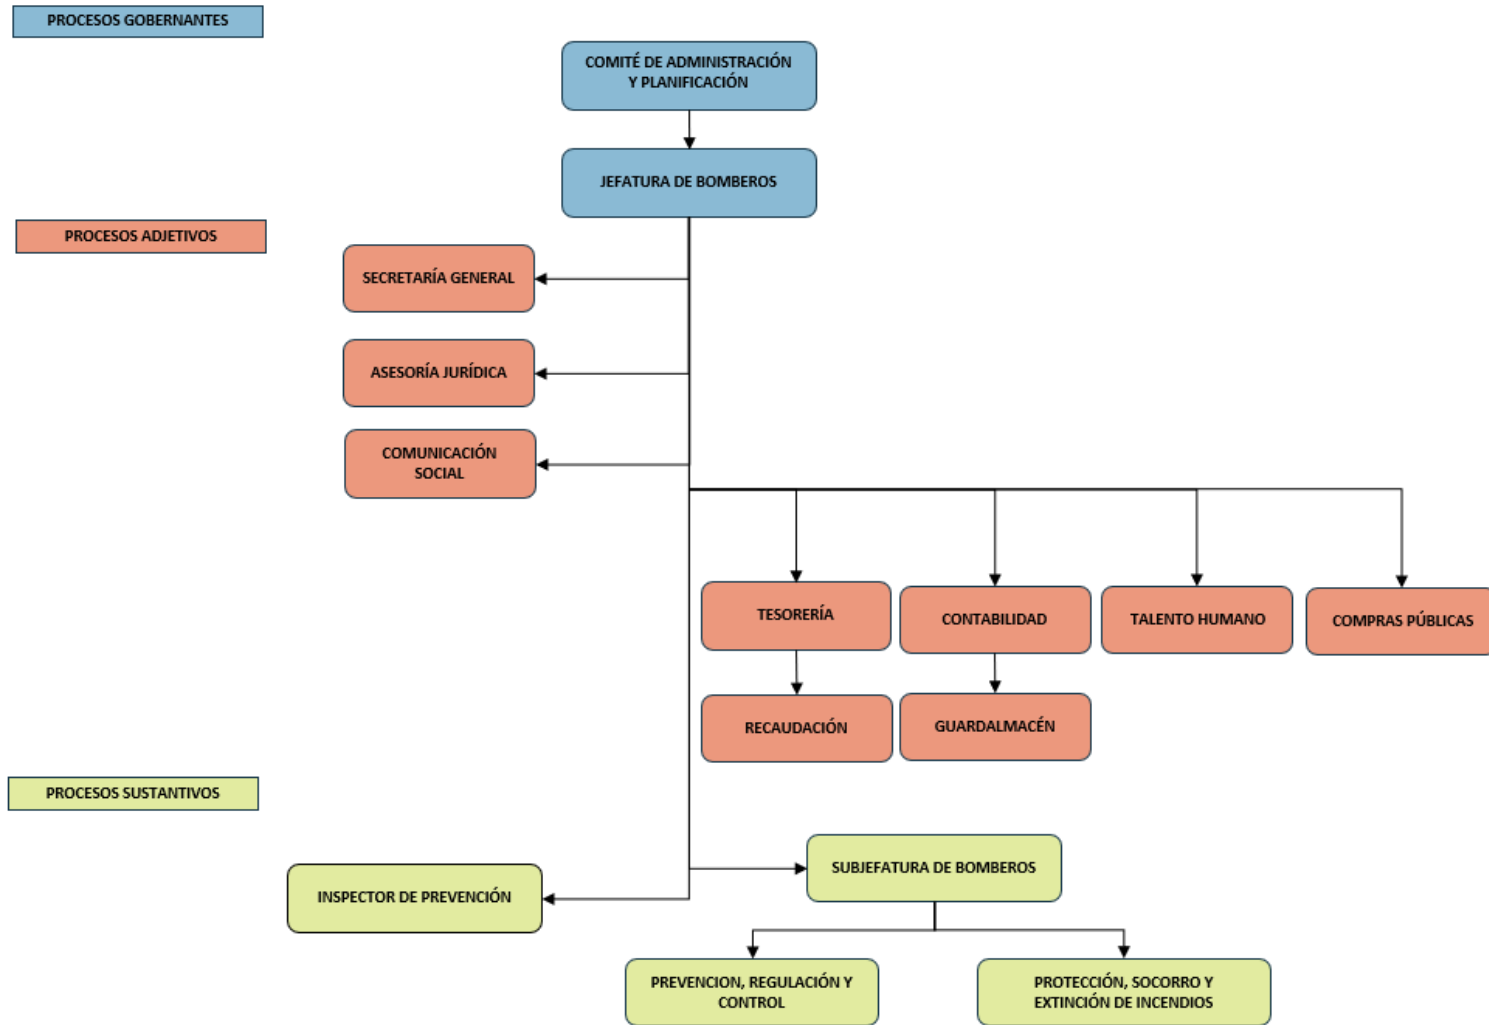 PROCESOS GOBERNANTES
COMITÉ DE ADMINISTRACIÓN
Y PLANIFICACIÓN
JEFATURA DE BOMBEROS
PROCESOS ADJETIVOS
SECRETARÍA GENERAL
ASESORÍA JURÍDICA
COMUNICACIÓN
SOCIAL
TESORERÍA
CONTABILIDAD
TALENTO HUMANO
COMPRAS PÚBLICAS
RECAUDACIÓN
GUARDALMACÉN
PROCESOS SUSTANTIVOS
SUBJEFATURA DE BOMBEROS
INSPECTOR DE PREVENCIÓN
PREVENCION, REGULACIÓN Y
CONTROL
PROTECCIÓN, SOCORRO Y
EXTINCIÓN DE INCENDIOS